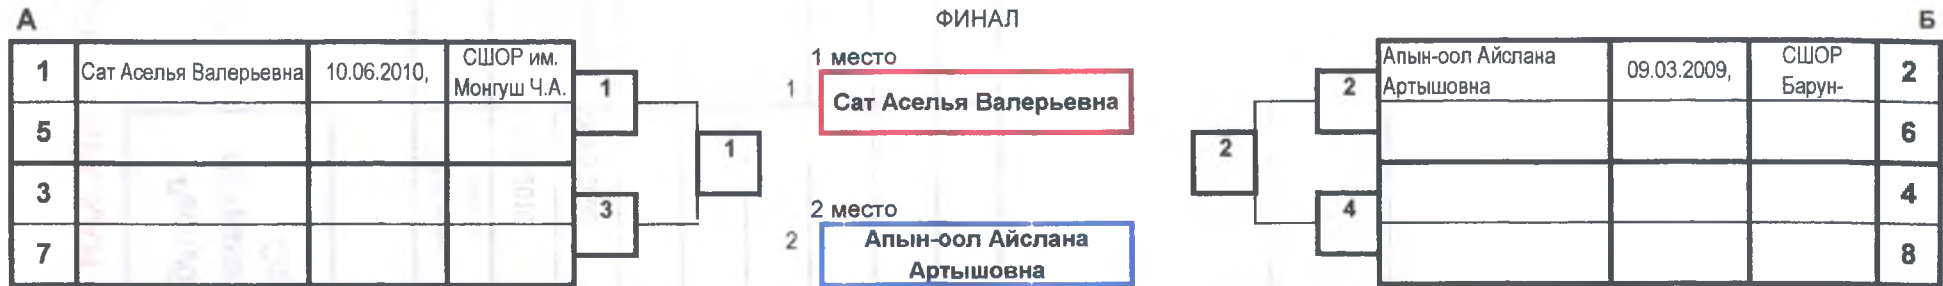 А
ФИНАЛ
Б
1 Сат Аселья Валерьевна 10.06.2010, СШОР им. Монгуш Ч.А.
5
3
7
1
3
1
1 место
1 Сат Аселья Валерьевна
2 место
2 Апын-оол Айслана
Артышовна
2
2
4
Апын-оол Айслана
Артышовна 09.03.2009, СШОР Барун- 2
6
4
8